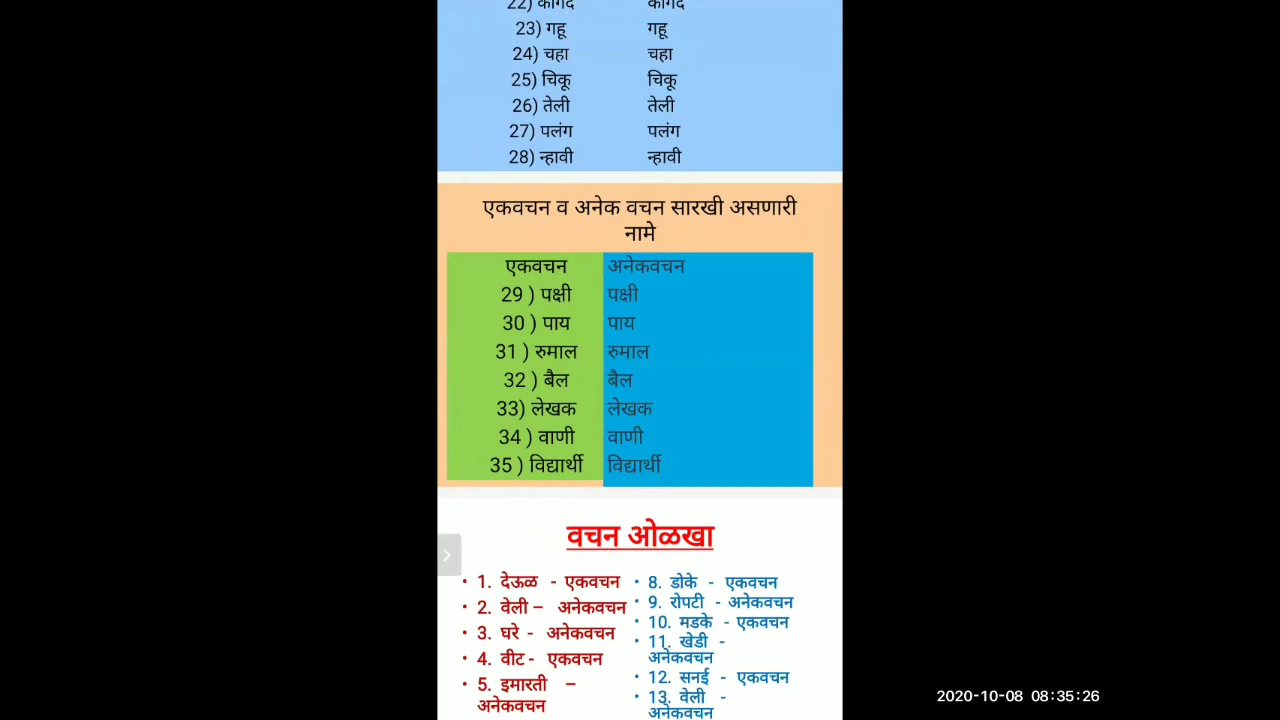 22) कागद कागद
23) गहू गहू
24) चहा चहा
25) चिकू चिकू
26) तेली तेली
27) पलंग पलंग
28) न्हावी न्हावी
एकवचन व अनेक वचन सारखी असणारी
नामे
एकवचन अनेकवचन
29 ) पक्षी पक्षी
30 ) पाय पाय
31 ) रुमाल रुमाल
32 ) बैल बैल
33) लेखक लेखक
34 ) वाणी वाणी
35 ) विद्यार्थी विद्यार्थी
वचन ओळखा
• 1. देऊळ - एकवचन
• 2. वेली – अनेकवचन
• 3. घरे - अनेकवचन
• 4. वीट - एकवचन
• 5. इमारती –
अनेकवचन
• 8. डोके - एकवचन
• 9. रोपटी - अनेकवचन
• 10. मडके - एकवचन
• 11. खेडी -
अनेकवचन
• 12. सनई - एकवचन
• 13. वेली -
अनेकवचन
2020-10-08 08:35:26